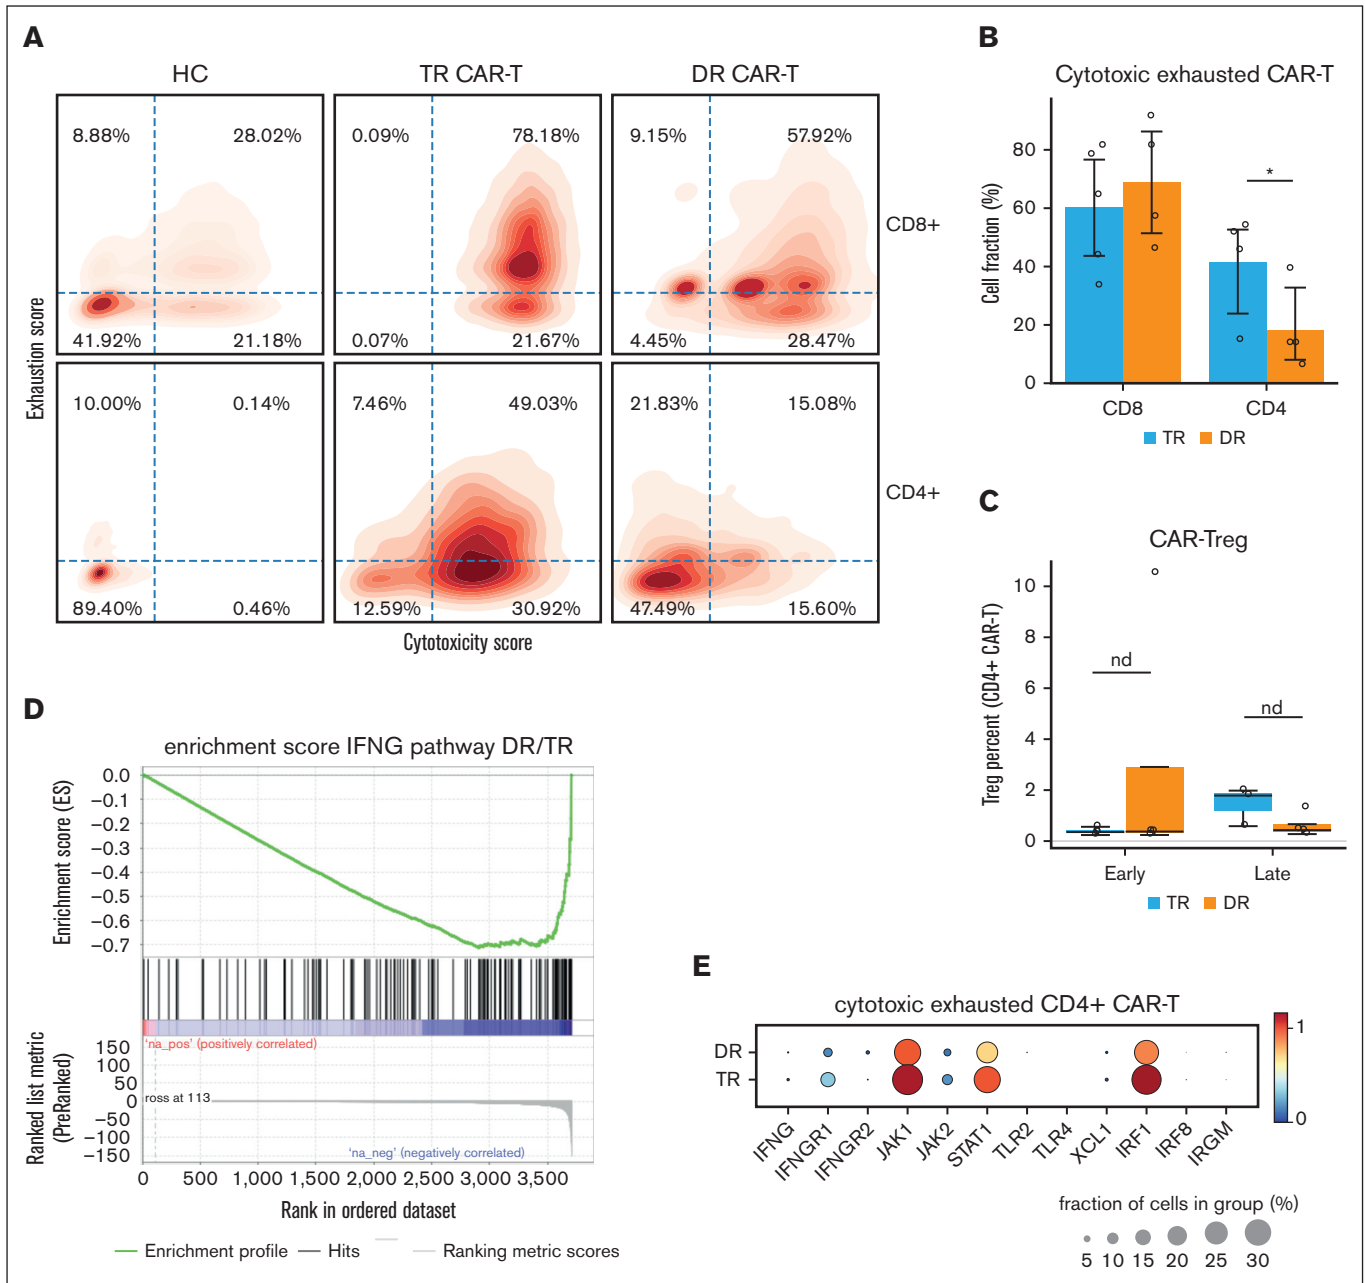 A
HC
TR CAR-T
DR CAR-T
8.88%
28.02%
0.09%
78.18%
9.15%
57.92%
CD8+
41.92%
21.18%
0.07%
21.67%
4.45%
28.47%
10.00%
0.14%
7.46%
49.03%
21.83%
15.08%
CD4+
89.40%
0.46%
12.59%
30.92%
47.49%
15.60%
Exhaustion score
Cytotoxicity score
B
Cytotoxic exhausted CAR-T
Cell fraction (%)
80
60
40
20
0
*
CD8
CD4
TR
DR
C
CAR-Treg
Treg percent (CD4+ CAR-T)
10
8
6
4
2
0
nd
nd
Early
Late
TR
DR
D
enrichment score IFNG pathway DR/TR
Enrichment score (ES)
0.0
−0.1
−0.2
−0.3
−0.4
−0.5
−0.6
−0.7
'na_pos' (positively correlated)
Ranked list metric
(PreRanked)
150
100
50
0
−50
−100
−150
ross at 113
'na_neg' (negatively correlated)
0
500
1,000
1,500
2,000
2,500
3,000
3,500
Rank in ordered dataset
Enrichment profile
Hits
Ranking metric scores
E
cytotoxic exhausted CD4+ CAR-T
DR
TR
1
0
IFNG
IFNGR1
IFNGR2
JAK1
JAK2
STAT1
TLR2
TLR4
XCL1
IRF1
IRF8
IRGM
fraction of cells in group (%)
5
10
15
20
25
30